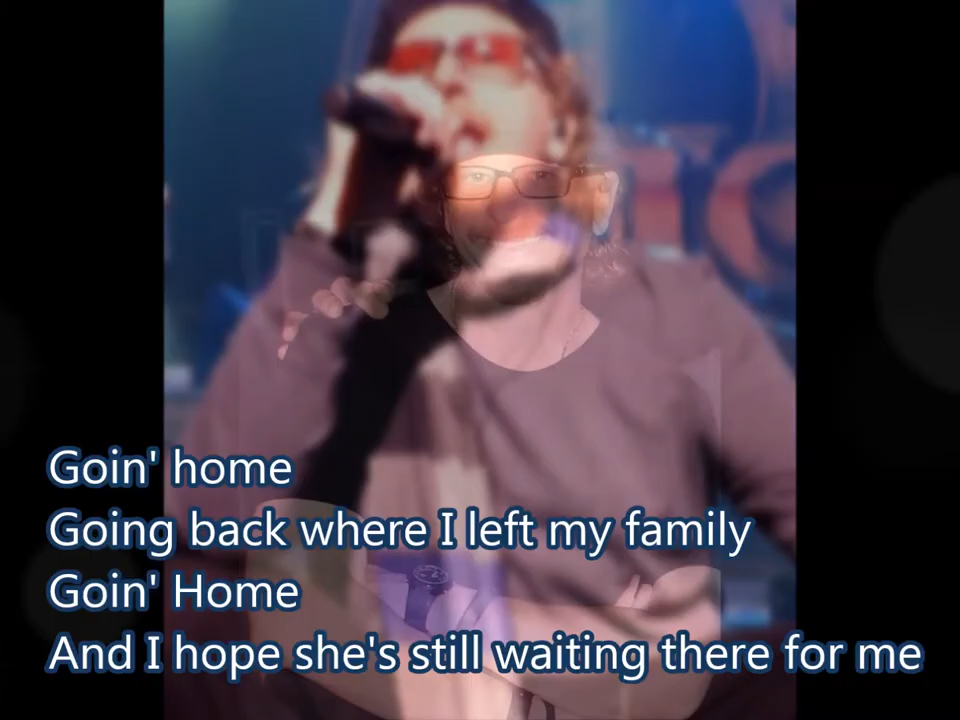 Goin' home
Going back where I left my family
Goin' Home
And I hope she's still waiting there for me